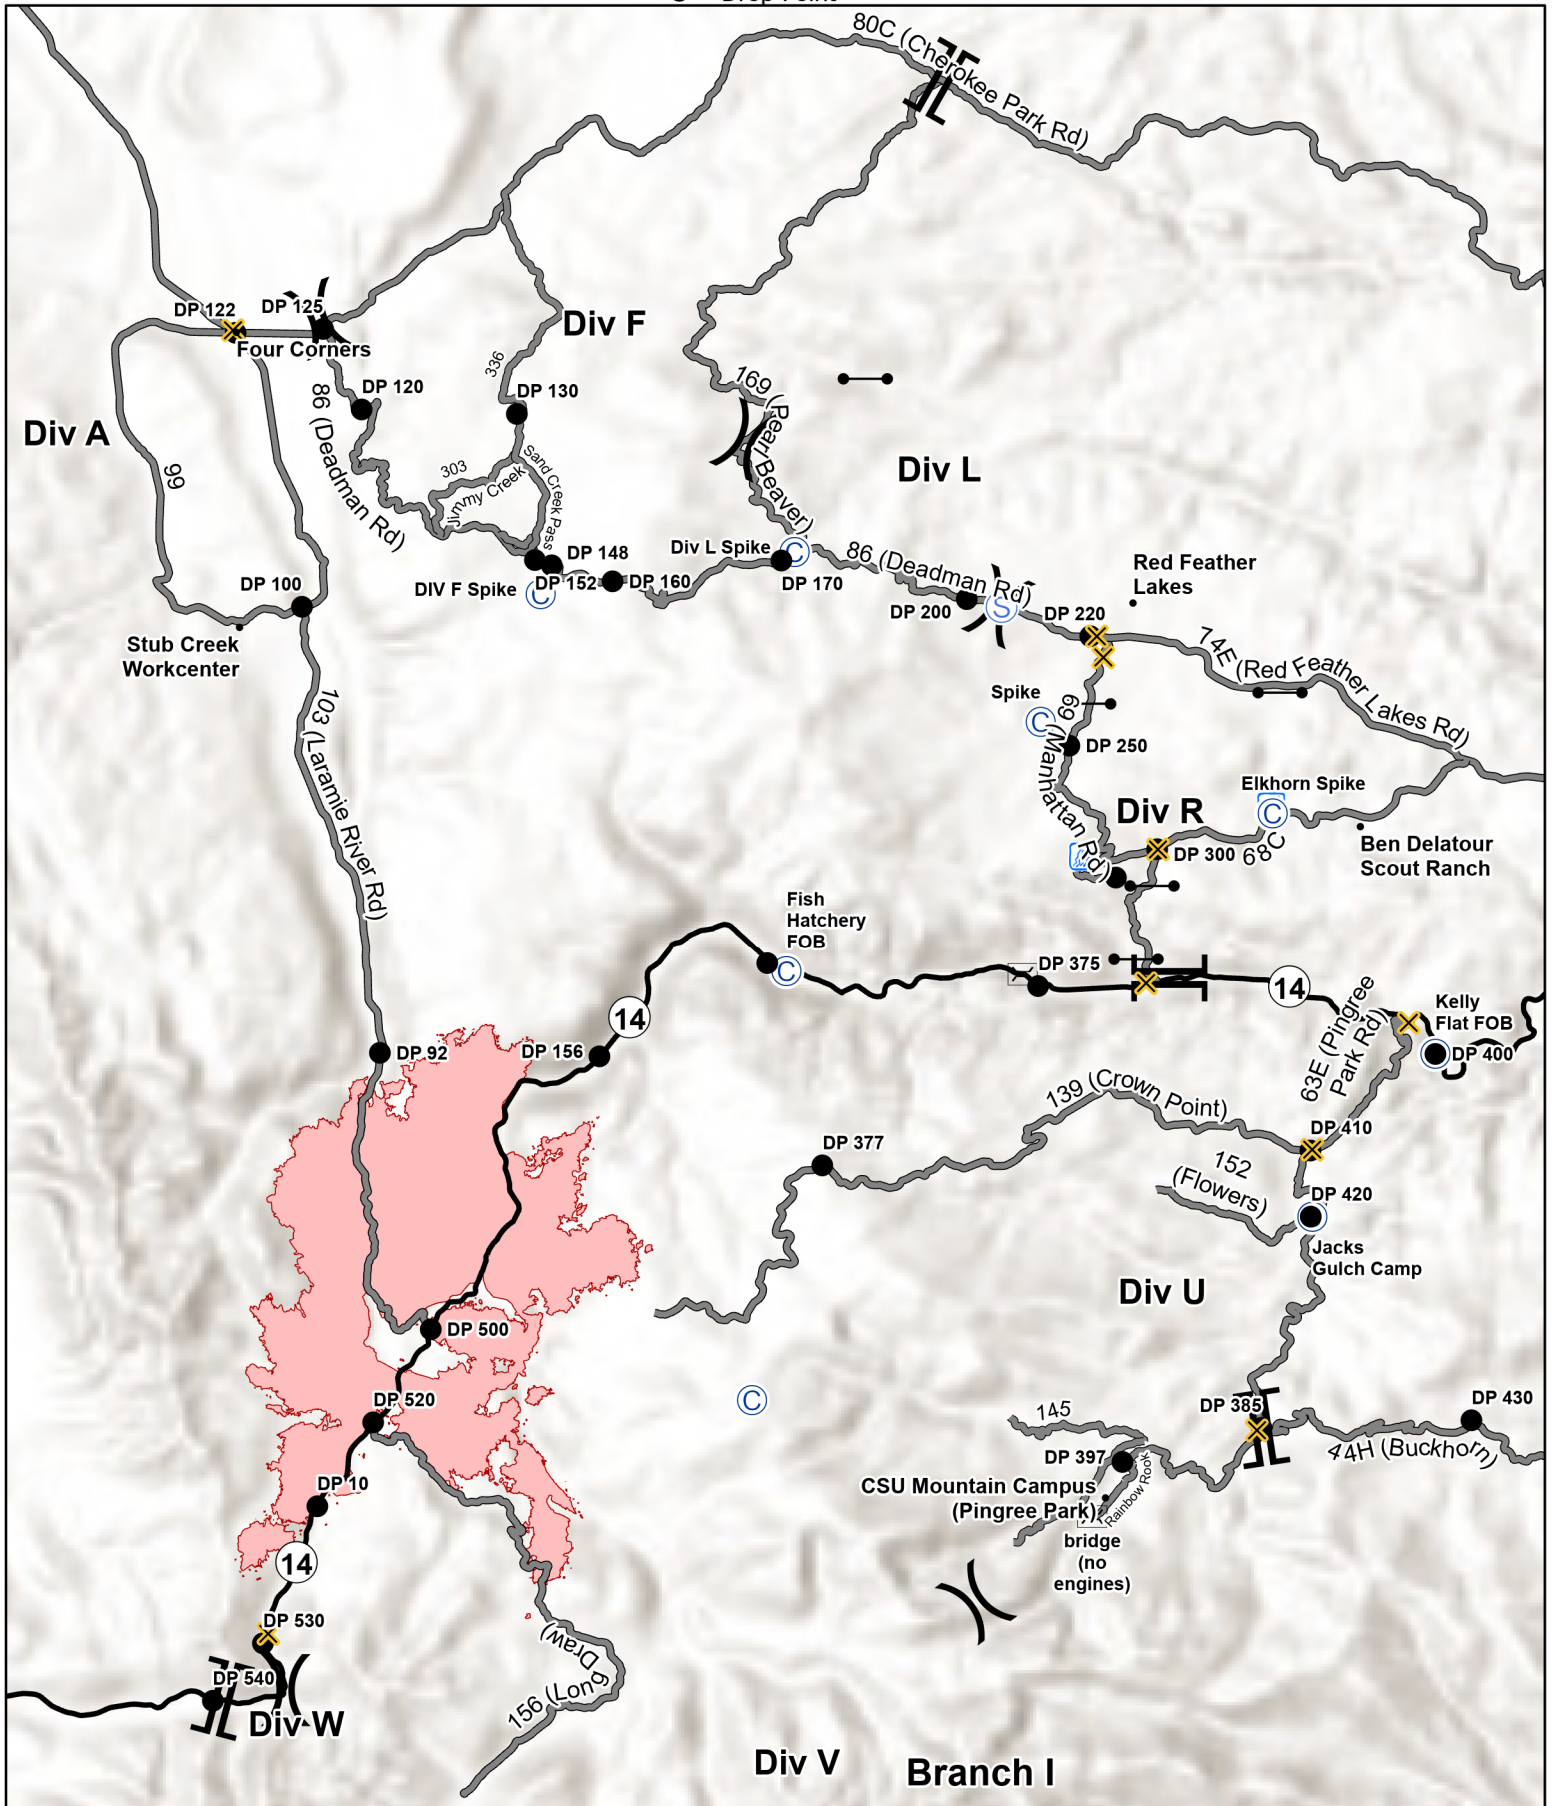 80C (Cherokee Park Rd)
DP 122
DP 125
Four Corners
Div F
336
DP 120
DP 130
169 (Pearl Beaver)
Div A
99
86 (Deadman Rd)
303
Jimmy Creek
Sand Creek Pass
Div L
DP 148
Div L Spike
C
DP 170
86 (Deadman Rd)
Red Feather
Lakes
DP 100
DIV F Spike
C
DP 152
DP 160
DP 200
S
DP 220
Stub Creek
Workcenter
74E (Red Feather Lakes Rd)
Spike
C
69 (Manhattan Rd)
DP 250
103 (Laramie River Rd)
Elkhorn Spike
C
Div R
DP 300
68C
Ben Delatour
Scout Ranch
Fish
Hatchery
FOB
C
DP 375
14
14
63E (Pingree
Park Rd)
Kelly
Flat FOB
DP 400
DP 92
DP 156
139 (Crown Point)
DP 410
DP 377
152
(Flowers)
DP 420
Jacks
Gulch Camp
Div U
DP 500
DP 520
C
145
DP 385
DP 430
44H (Buckhorn)
DP 397
CSU Mountain Campus
(Pingree Park)
Rainbow Rook
bridge
(no
engines)
DP 10
14
DP 530
DP 540
Div W
156 (Long Draw)
Div V
Branch I